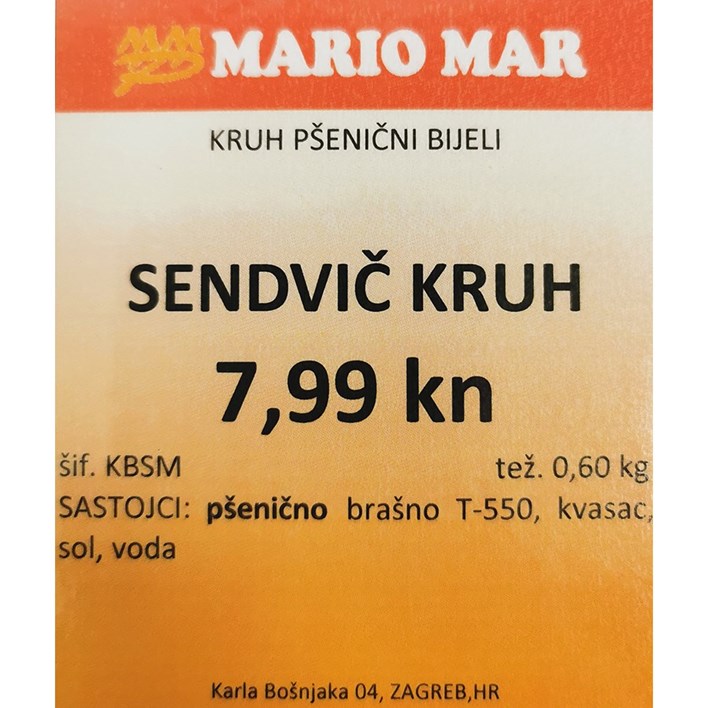 MARIO MAR
KRUH PŠENIČNI BIJELI
SENDVIČ KRUH
7,99 kn
šif. KBSM tež. 0,60 kg
SASTOJCI: pšenično brašno T-550, kvasac,
sol, voda
Karla Bošnjaka 04, ZAGREB,HR